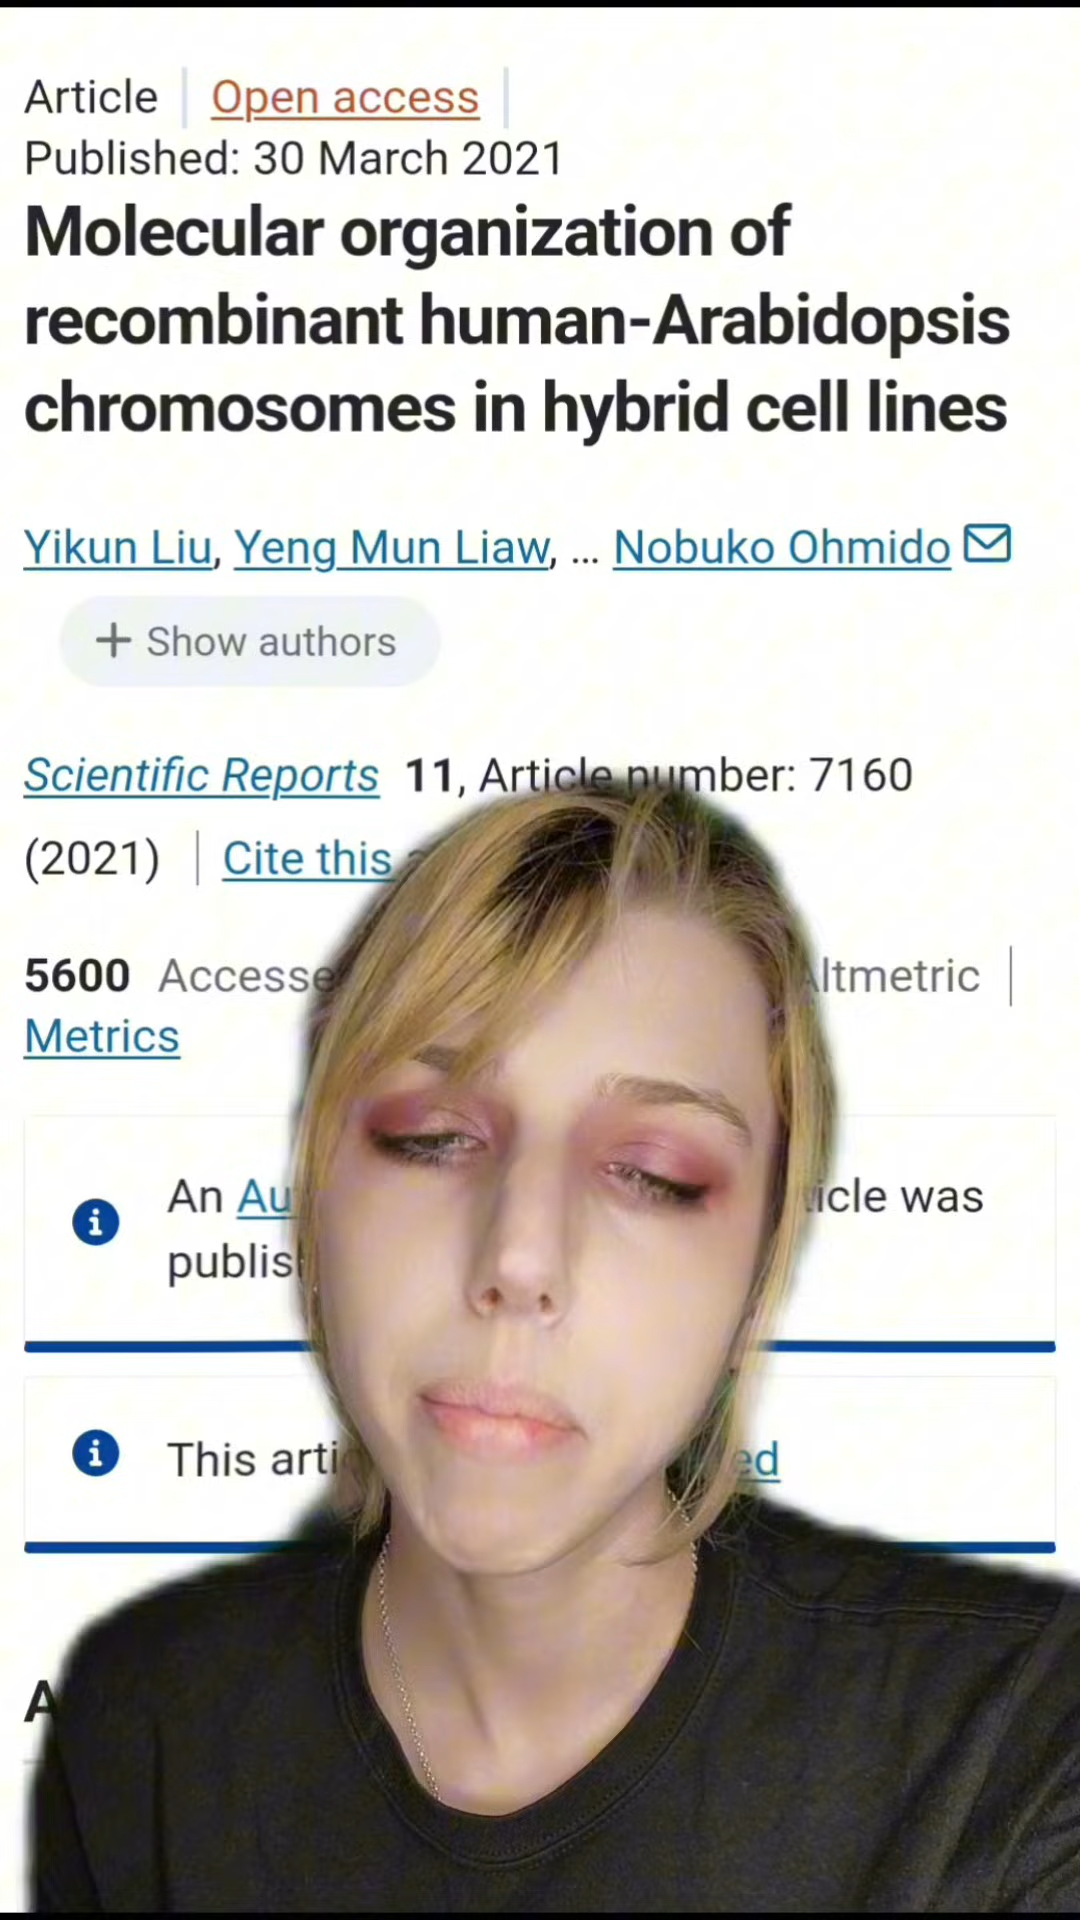 Article | Open access |
Published: 30 March 2021
Molecular organization of
recombinant human-Arabidopsis
chromosomes in hybrid cell lines
Yikun Liu, Yeng Mun Liaw, ... Nobuko Ohmido
+ Show authors
Scientific Reports 11, Article number: 7160
(2021) | Cite this
5600 Accesse ltmetric |
Metrics
An Au icle was
publis
This arti ed
A